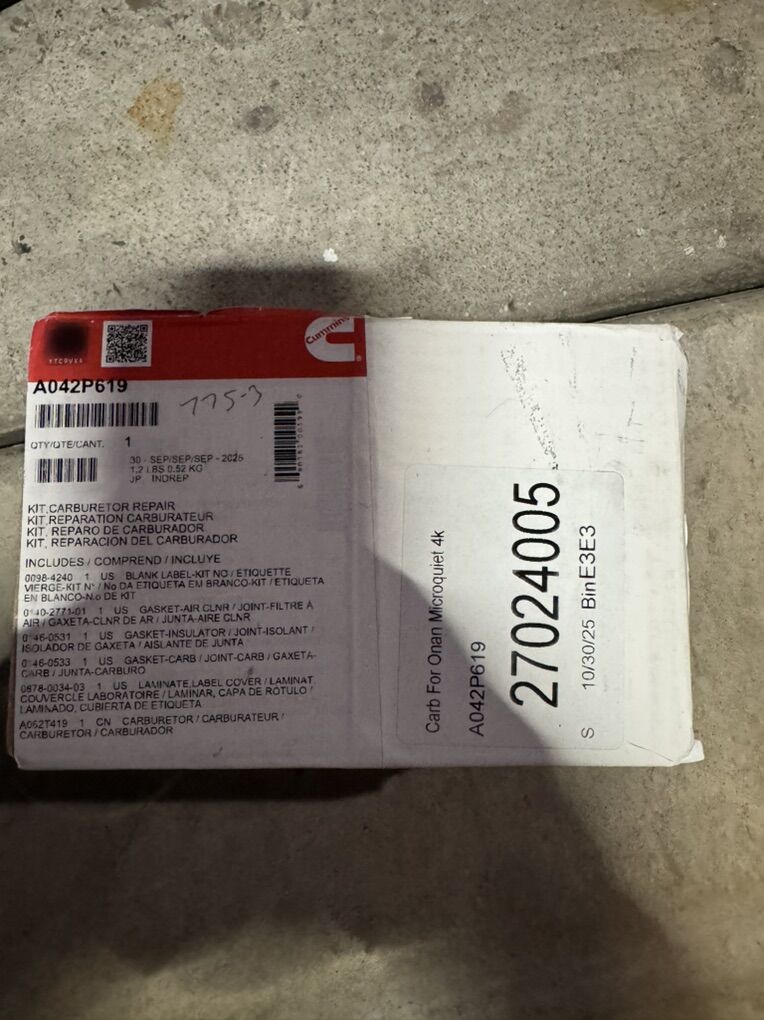 YTC9VXA
Cummins
A042P619
775-3
QTY/QTE/CANT. 1
30 - SEP/SEP/SEP - 2025
1.2 LBS 0.52 KG
JP INDREP
KIT,CARBURETOR REPAIR
KIT,REPARATION CARBURATEUR
KIT, REPARO DE CARBURADOR
KIT, REPARACION DEL CARBURADOR
INCLUDES / COMPREND / INCLUYE
0098-4240 1 US BLANK LABEL-KIT NO / ETIQUETTE
VIERGE-KIT N° / No DA ETIQUETA EM BRANCO-KIT / ETIQUETA
EN BLANCO-N.o DE KIT
0140-2771-01 1 US GASKET-AIR CLNR / JOINT-FILTRE A
AIR / GAXETA-CLNR DE AR / JUNTA-AIRE CLNR
0146-0531 1 US GASKET-INSULATOR / JOINT-ISOLANT /
ISOLADOR DE GAXETA / AISLANTE DE JUNTA
0146-0533 1 US GASKET-CARB / JOINT-CARB / GAXETA-
CARB / JUNTA-CARBURO
0878-0034-03 1 US LAMINATE,LABEL COVER / LAMINAT,
COUVERCLE LABORATOIRE / LAMINAR, CAPA DE ROTULO /
LAMINADO, CUBIERTA DE ETIQUETA
A062T419 1 CN CARBURETOR / CARBURATEUR /
CARBURETOR / CARBURADOR
Carb For Onan Microquiet 4k
A042P619
27024005
S 10/30/25 BinE3E3